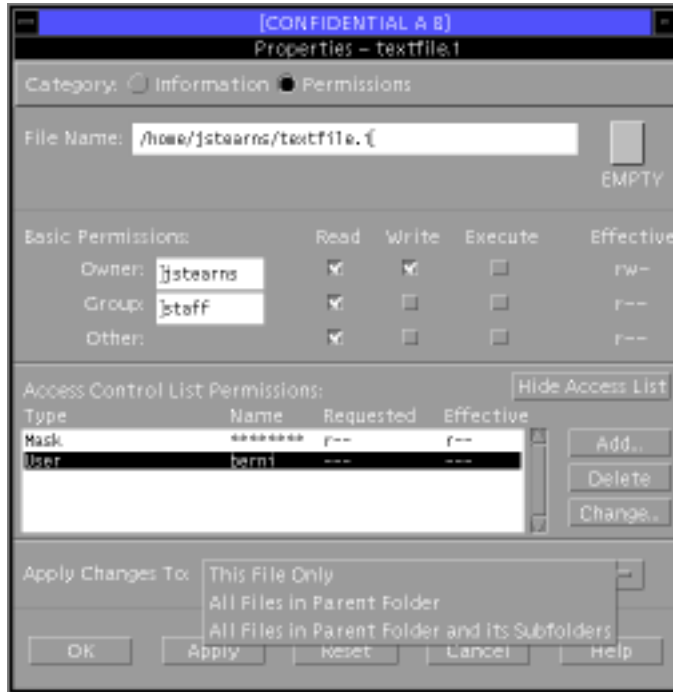 [CONFIDENTIAL A B]
Properties – textfile.1
Category: Information Permissions
File Name: /home/jstearns/textfile.1
EMPTY
Basic Permissions: Read Write Execute Effective
Owner: jstearns rw-
Group: staff r--
Other: r--
Access Control List Permissions: Hide Access List
Type Name Requested Effective
Mask ******** r-- r--
User berni --- ---
Add..
Delete
Change..
Apply Changes To: This File Only
All Files in Parent Folder
All Files in Parent Folder and its Subfolders
OK Apply Reset Cancel Help